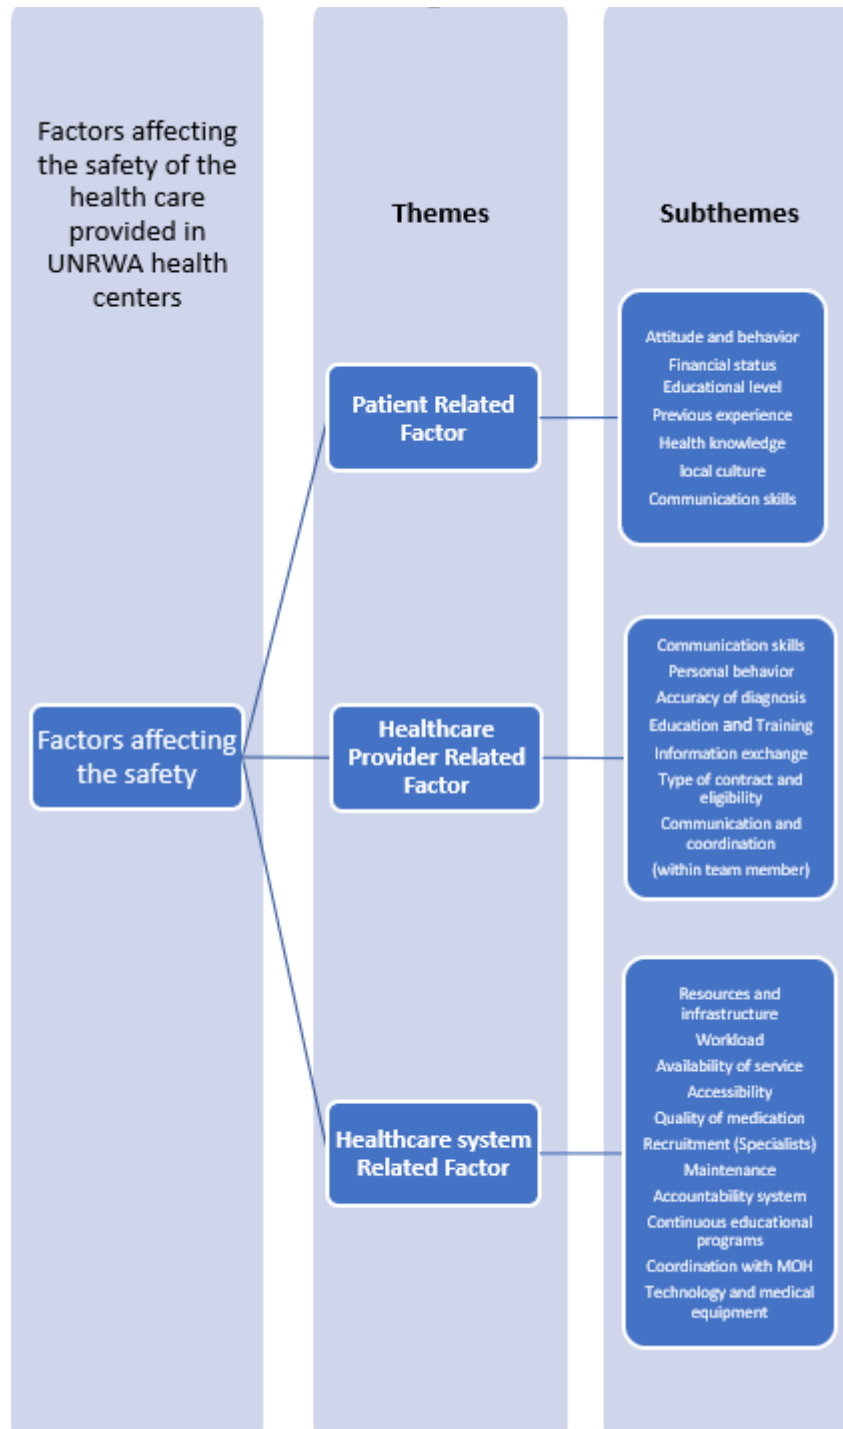 Factors affecting
the safety of the
health care
provided in
UNRWA health
centers
Factors affecting
the safety
Themes
Patient Related
Factor
Healthcare
Provider Related
Factor
Healthcare system
Related Factor
Subthemes
Attitude and behavior
Financial status
Educational level
Previous experience
Health knowledge
local culture
Communication skills
Communication skills
Personal behavior
Accuracy of diagnosis
Education and Training
Information exchange
Type of contract and
eligibility
Communication and
coordination
(within team member)
Resources and
infrastructure
Workload
Availability of service
Accessibility
Quality of medication
Recruitment (Specialists)
Maintenance
Accountability system
Continuous educational
programs
Coordination with MOH
Technology and medical
equipment